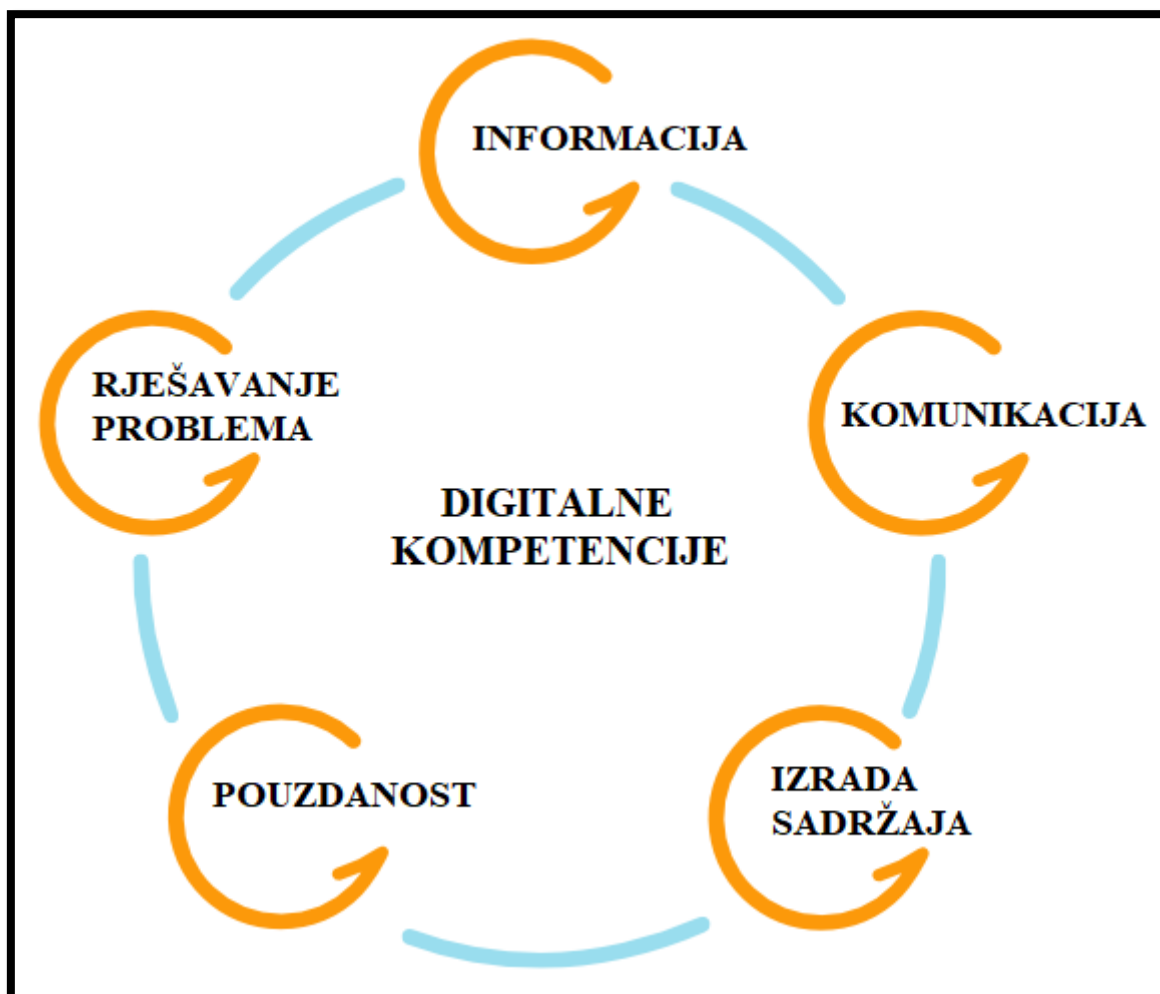 INFORMACIJA
KOMUNIKACIJA
IZRADA
SADRŽAJA
POUZDANOST
RJEŠAVANJE
PROBLEMA
DIGITALNE
KOMPETENCIJE